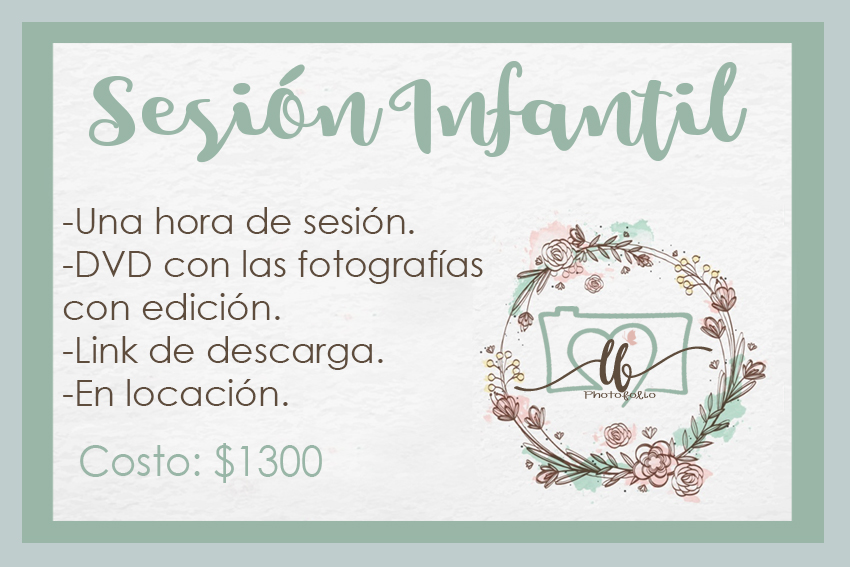 Sesión Infantil
-Una hora de sesión.
-DVD con las fotografías
con edición.
-Link de descarga.
-En locación.
Costo: $1300
lb
Photofolio